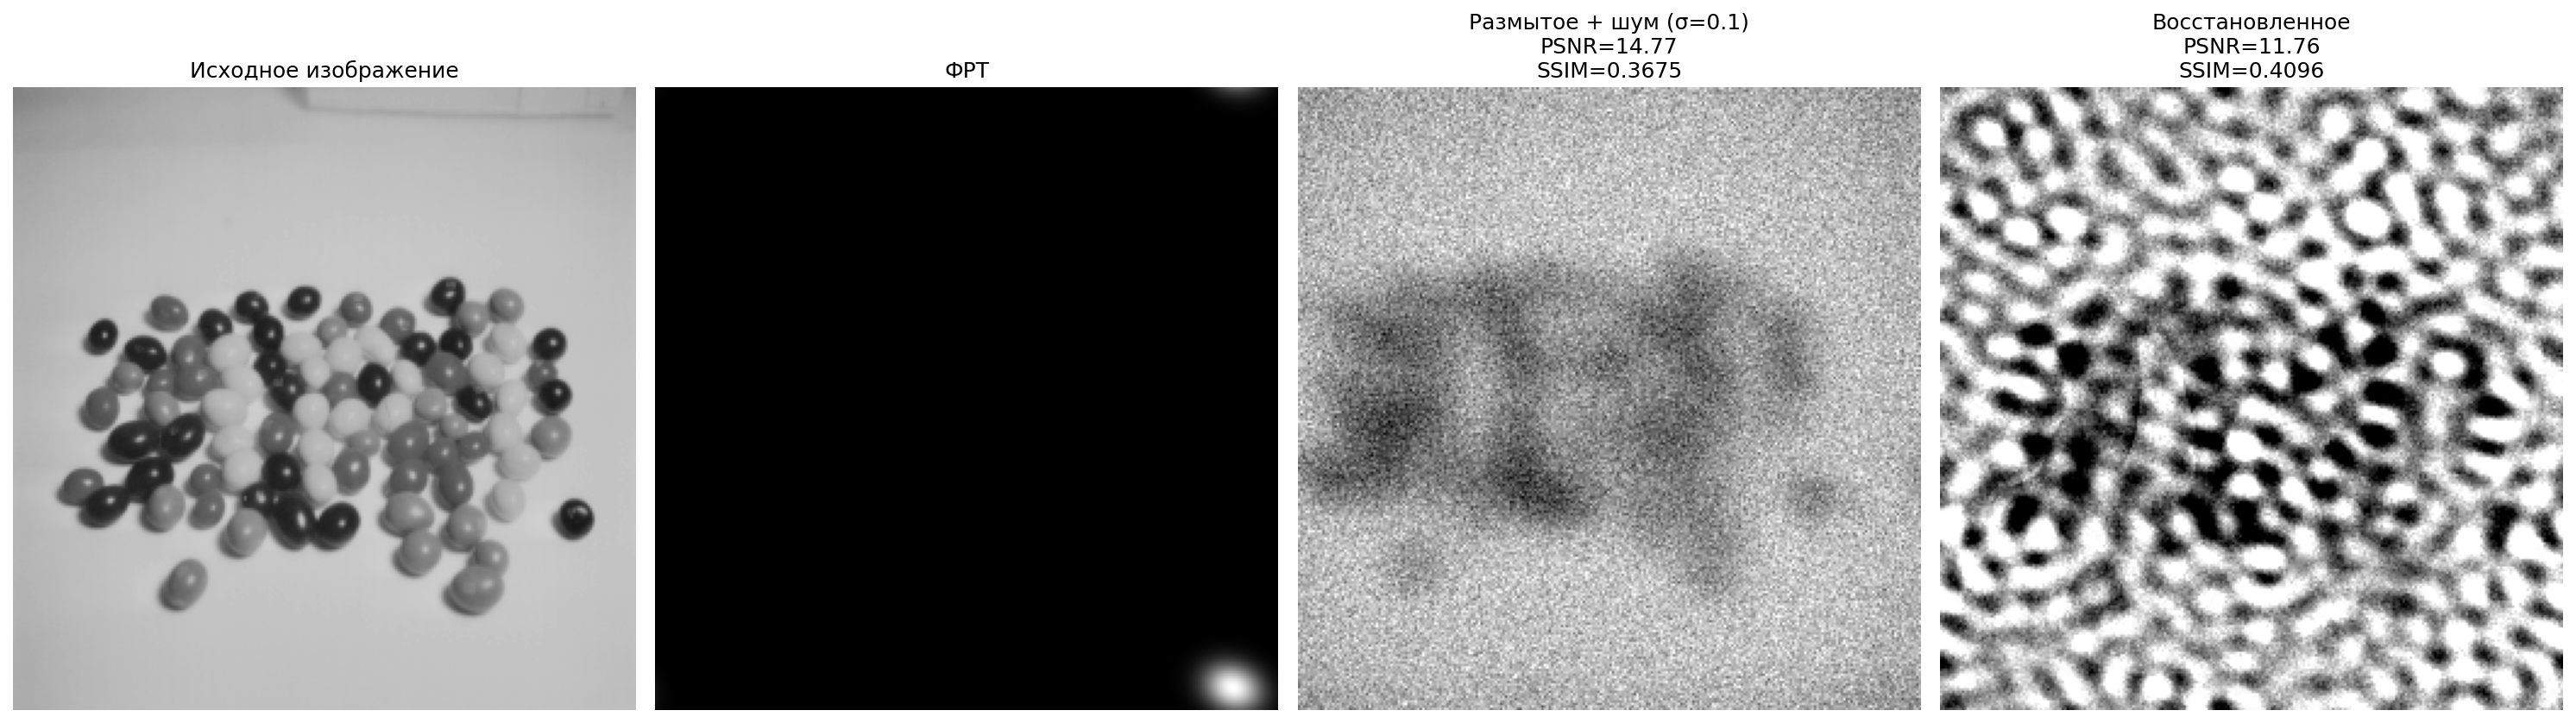 Исходное изображение
ФРТ
Размытое + шум (σ=0.1)
PSNR=14.77
SSIM=0.3675
Восстановленное
PSNR=11.76
SSIM=0.4096